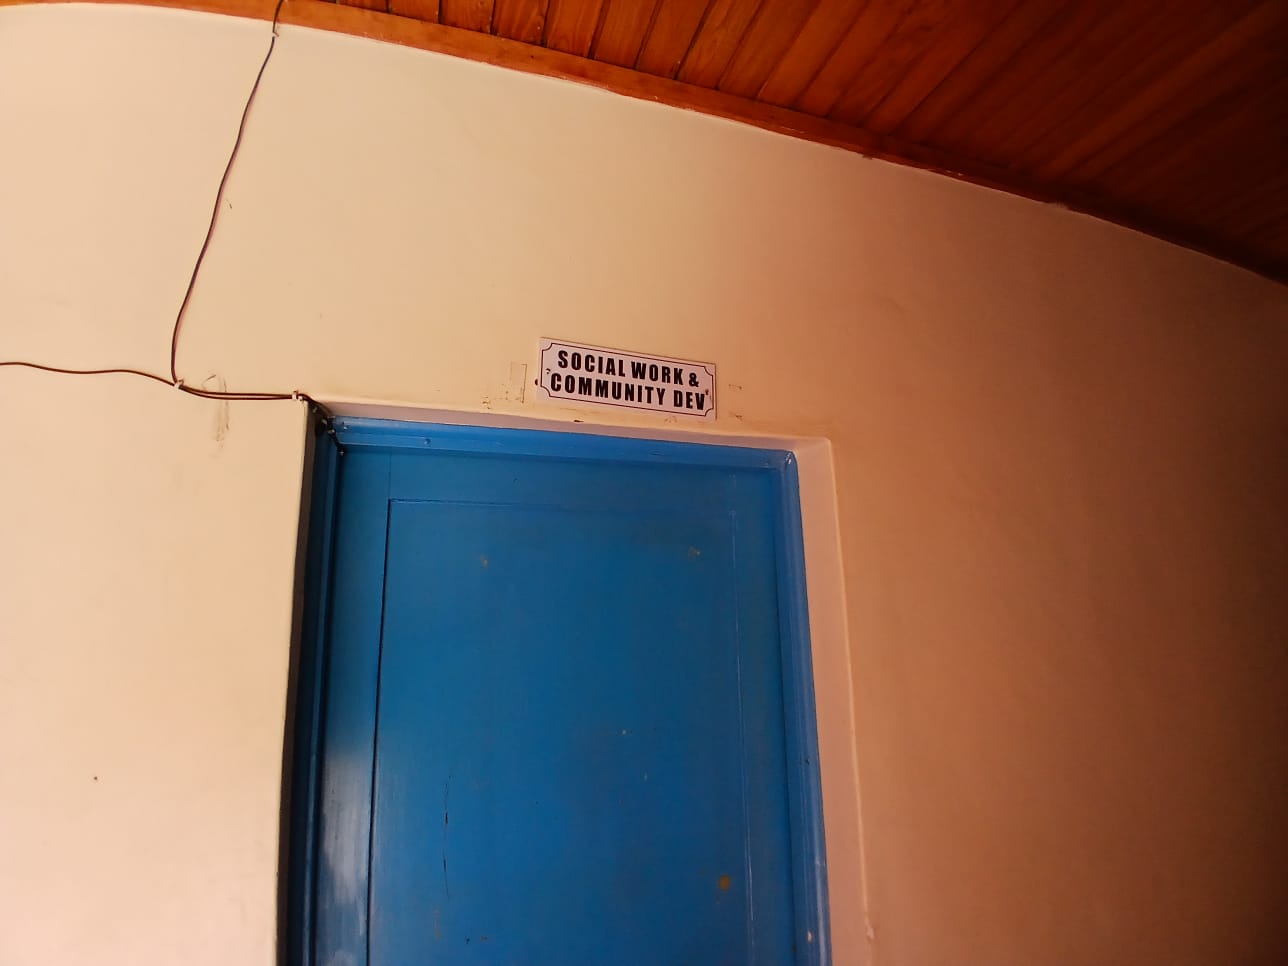 SOCIAL WORK &
COMMUNITY DEV